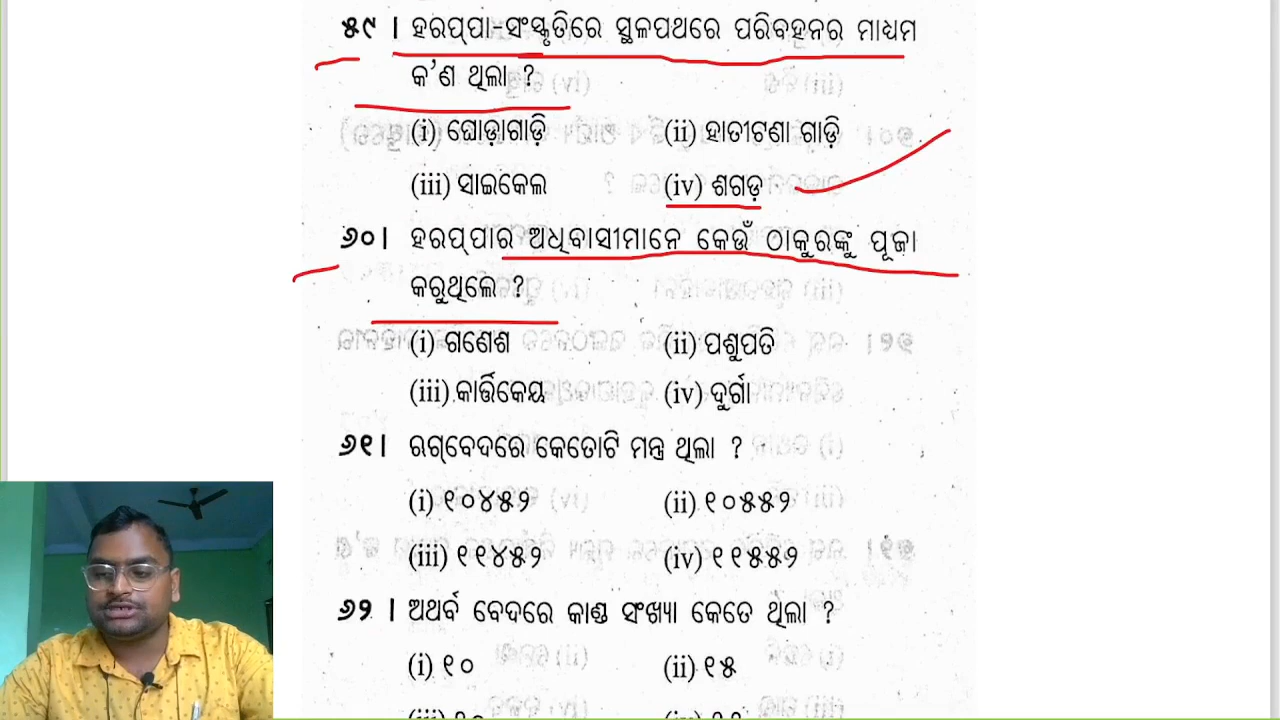 ୫୯ । ହରପ୍‌ପା-ସଂସ୍କୃତିରେ ସ୍ଥଳପଥରେ ପରିବହନର ମାଧ୍ୟମ
କ’ଣ ଥିଲା ?
(i) ଘୋଡ଼ାଗାଡ଼ି (ii) ହାତୀଟଣା ଗାଡ଼ି
(iii) ସାଇକେଲ (iv) ଶଗଡ଼
୬୦। ହରପ୍‌ପାର ଅଧିବାସୀମାନେ କେଉଁ ଠାକୁରଙ୍କୁ ପୂଜା
କରୁଥିଲେ ?
(i) ଗଣେଶ (ii) ପଶୁପତି
(iii) କାର୍ତ୍ତିକେୟ (iv) ଦୁର୍ଗା
୬୧। ଋଗ୍‌ବେଦରେ କେତୋଟି ମନ୍ତ୍ର ଥିଲା ?
(i) ୧୦୪୫୨ (ii) ୧୦୫୫୨
(iii) ୧୧୪୫୨ (iv) ୧୧୫୫୨
୬୨ । ଅଥର୍ବ ବେଦରେ କାଣ୍ଡ ସଂଖ୍ୟା କେତେ ଥିଲା ?
(i) ୧୦ (ii) ୧୫